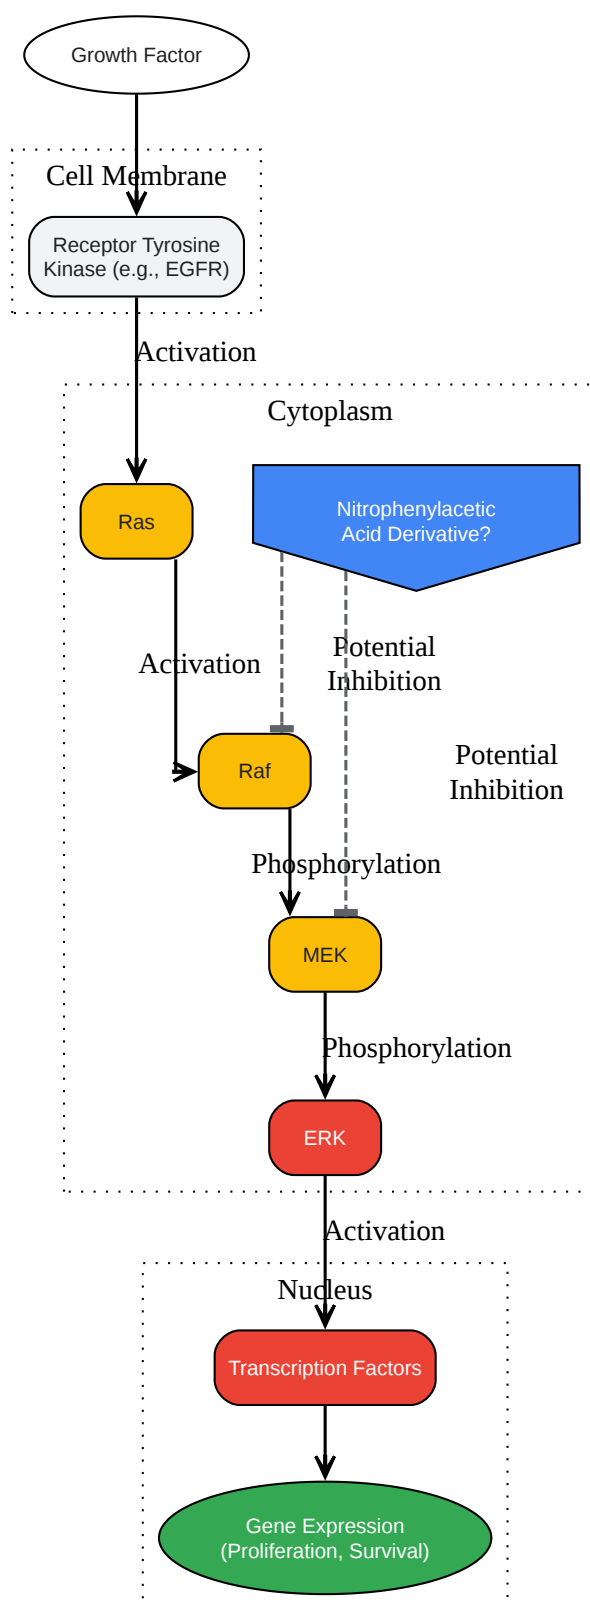 Growth Factor
Cell Membrane
Receptor Tyrosine
Kinase (e.g., EGFR)
Activation
Cytoplasm
Ras
Nitrophenylacetic
Acid Derivative?
Activation
Potential
Inhibition
Raf
Potential
Inhibition
Phosphorylation
MEK
Phosphorylation
ERK
Activation
Nucleus
Transcription Factors
Gene Expression
(Proliferation, Survival)